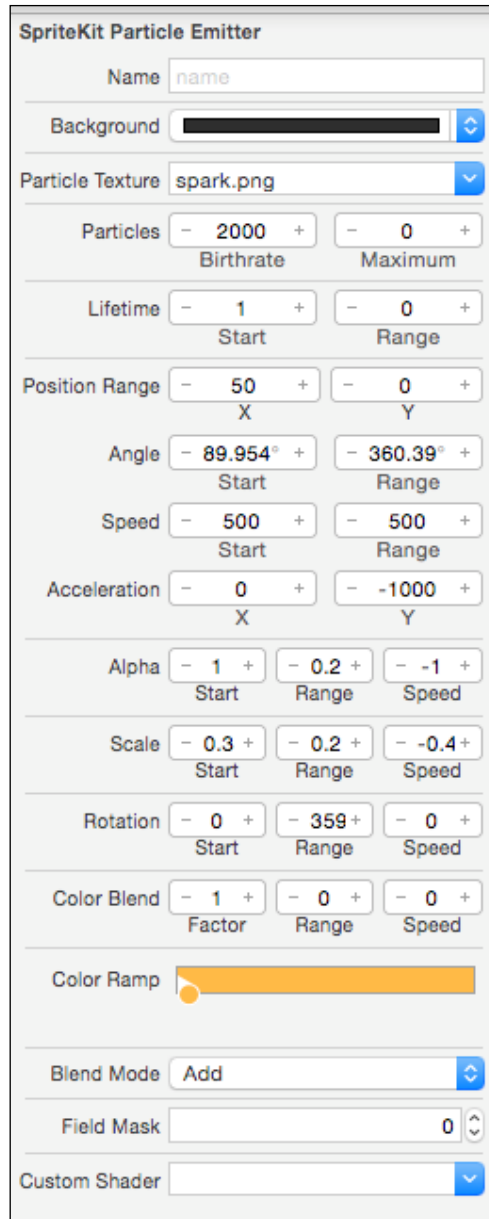 SpriteKit Particle Emitter
Name name
Background
Particle Texture spark.png
Particles - 2000 + - 0 +
Birthrate Maximum
Lifetime - 1 + - 0 +
Start Range
Position Range - 50 + - 0 +
X Y
Angle - 89.954° + - 360.39° +
Start Range
Speed - 500 + - 500 +
Start Range
Acceleration - 0 + - -1000 +
X Y
Alpha - 1 + - 0.2 + - -1 +
Start Range Speed
Scale - 0.3 + - 0.2 + - -0.4 +
Start Range Speed
Rotation - 0 + - 359 + - 0 +
Start Range Speed
Color Blend - 1 + - 0 + - 0 +
Factor Range Speed
Color Ramp
Blend Mode Add
Field Mask 0
Custom Shader